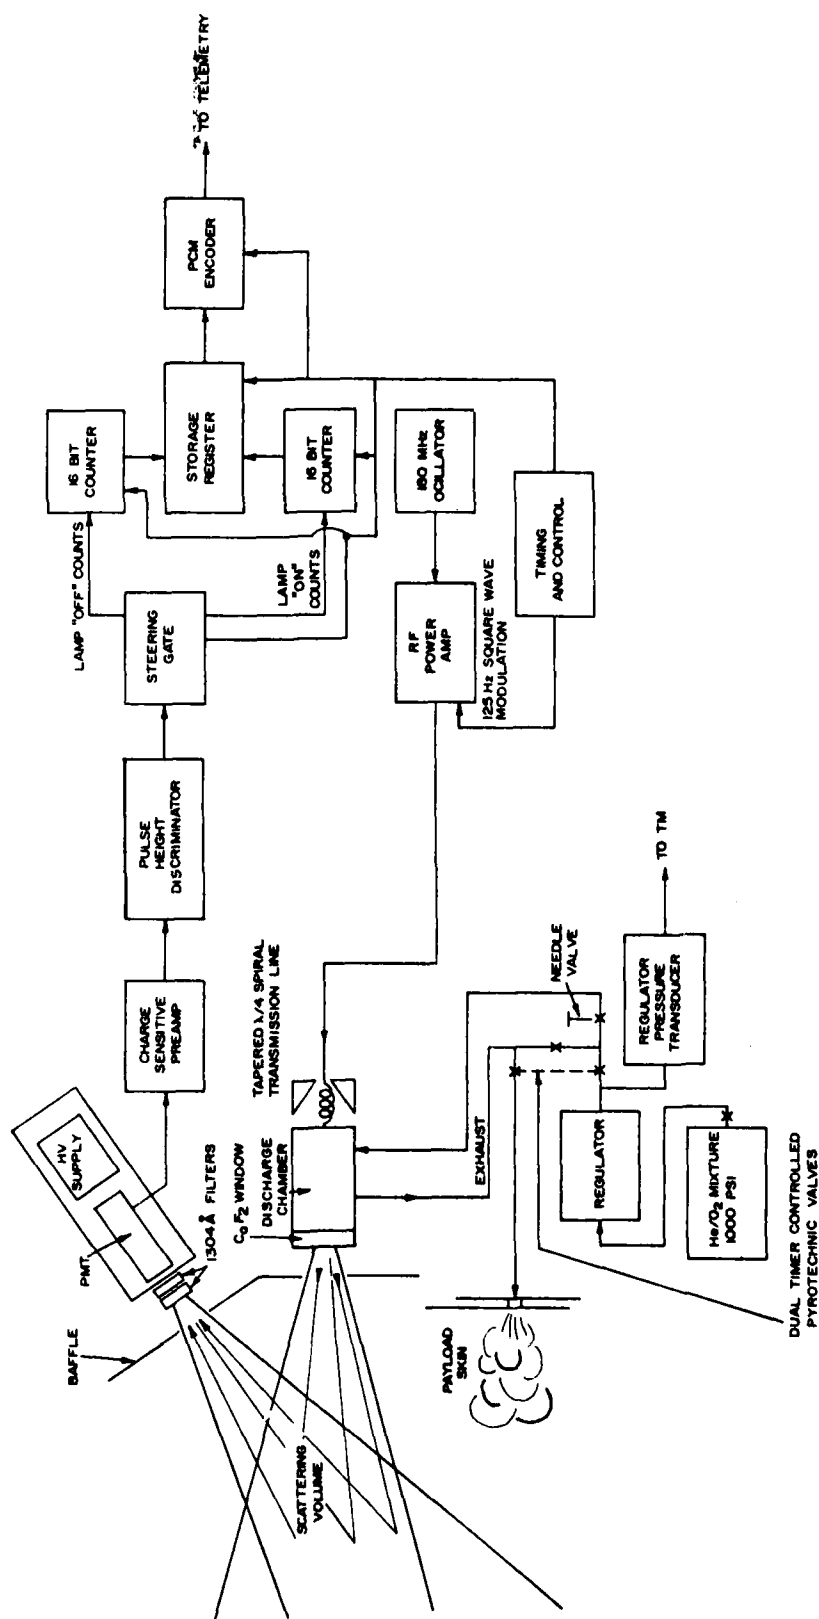 TO TELEMETRY
PCM
ENCODER
16 BIT
COUNTER
STORAGE
REGISTER
16 BIT
COUNTER
180 MHz
OCILLATOR
LAMP "OFF" COUNTS
LAMP
"ON"
COUNTS
STEERING
GATE
RF
POWER
AMP
125 Hz SQUARE WAVE
MODULATION
TIMING
AND CONTROL
PULSE
HEIGHT
DISCRIMINATOR
CHARGE
SENSITIVE
PREAMP
TAPERED λ/4 SPIRAL
TRANSMISSION LINE
HV
SUPPLY
PMT
1304Å FILTERS
BAFFLE
CaF2 WINDOW
DISCHARGE
CHAMBER
EXHAUST
NEEDLE
VALVE
TO TM
REGULATOR
PRESSURE
TRANSDUCER
REGULATOR
He/O2 MIXTURE
1000 PSI
DUAL TIMER CONTROLLED
PYROTECHNIC VALVES
PAYLOAD
SKIN
SCATTERING
VOLUME